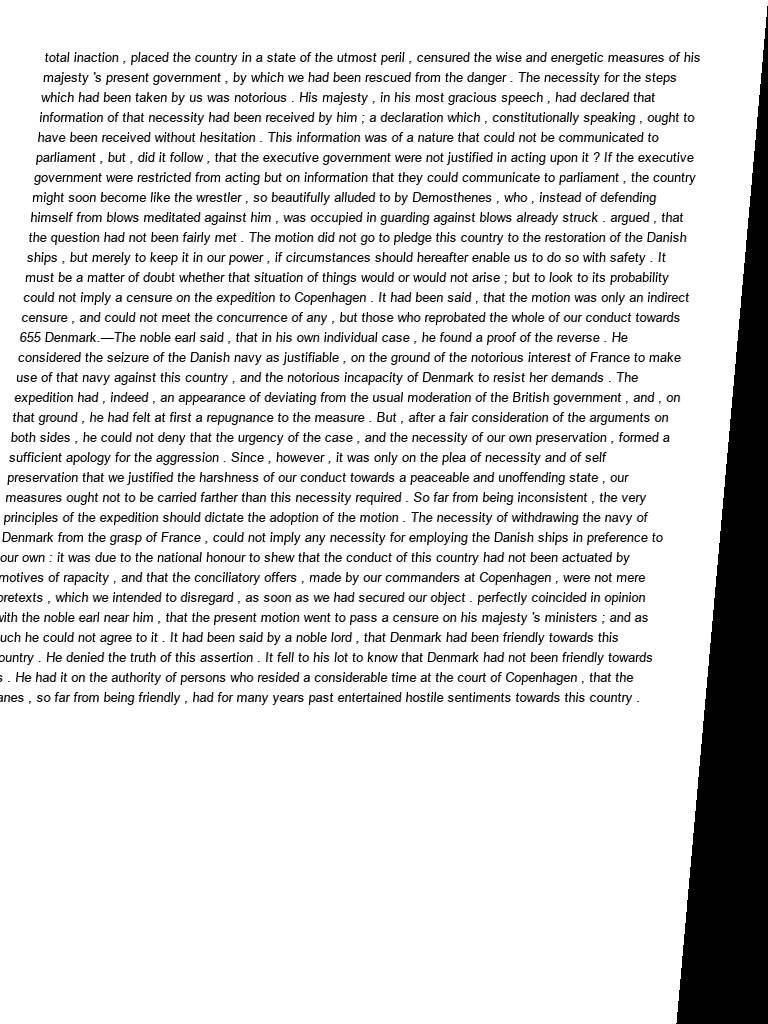 total inaction , placed the country in a state of the utmost peril , censured the wise and energetic measures of his
majesty 's present government , by which we had been rescued from the danger . The necessity for the steps
which had been taken by us was notorious . His majesty , in his most gracious speech , had declared that
information of that necessity had been received by him ; a declaration which , constitutionally speaking , ought to
have been received without hesitation . This information was of a nature that could not be communicated to
parliament , but , did it follow , that the executive government were not justified in acting upon it ? If the executive
government were restricted from acting but on information that they could communicate to parliament , the country
might soon become like the wrestler , so beautifully alluded to by Demosthenes , who , instead of defending
himself from blows meditated against him , was occupied in guarding against blows already struck . argued , that
the question had not been fairly met . The motion did not go to pledge this country to the restoration of the Danish
ships , but merely to keep it in our power , if circumstances should hereafter enable us to do so with safety . It
must be a matter of doubt whether that situation of things would or would not arise ; but to look to its probability
could not imply a censure on the expedition to Copenhagen . It had been said , that the motion was only an indirect
censure , and could not meet the concurrence of any , but those who reprobated the whole of our conduct towards
655 Denmark.—The noble earl said , that in his own individual case , he found a proof of the reverse . He
considered the seizure of the Danish navy as justifiable , on the ground of the notorious interest of France to make
use of that navy against this country , and the notorious incapacity of Denmark to resist her demands . The
expedition had , indeed , an appearance of deviating from the usual moderation of the British government , and , on
that ground , he had felt at first a repugnance to the measure . But , after a fair consideration of the arguments on
both sides , he could not deny that the urgency of the case , and the necessity of our own preservation , formed a
sufficient apology for the aggression . Since , however , it was only on the plea of necessity and of self
preservation that we justified the harshness of our conduct towards a peaceable and unoffending state , our
measures ought not to be carried farther than this necessity required . So far from being inconsistent , the very
principles of the expedition should dictate the adoption of the motion . The necessity of withdrawing the navy of
Denmark from the grasp of France , could not imply any necessity for employing the Danish ships in preference to
our own : it was due to the national honour to shew that the conduct of this country had not been actuated by
motives of rapacity , and that the conciliatory offers , made by our commanders at Copenhagen , were not mere
pretexts , which we intended to disregard , as soon as we had secured our object . perfectly coincided in opinion
with the noble earl near him , that the present motion went to pass a censure on his majesty 's ministers ; and as
he could not agree to it . It had been said by a noble lord , that Denmark had been friendly towards this
. He denied the truth of this assertion . It fell to his lot to know that Denmark had not been friendly towards
. He had it on the authority of persons who resided a considerable time at the court of Copenhagen , that the
, so far from being friendly , had for many years past entertained hostile sentiments towards this country .